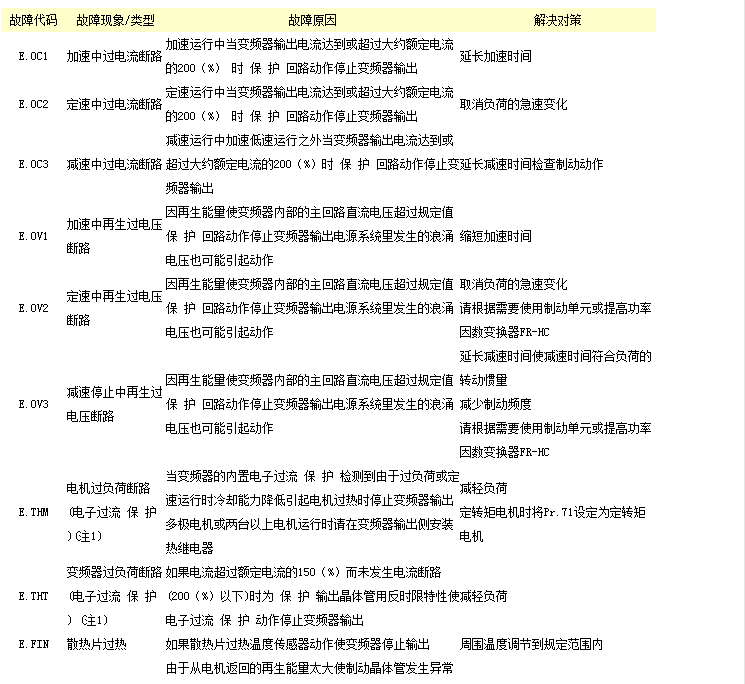 故障代码 故障现象/类型 故障原因 解决对策
加速运行中当变频器输出电流达到或超过大约额定电流
E.OC1 加速中过电流断路 延长加速时间
的200（%） 时 保 护 回路动作停止变频器输出
定速运行中当变频器输出电流达到或超过大约额定电流
E.OC2 定速中过电流断路 取消负荷的急速变化
的200（%） 时 保 护 回路动作停止变频器输出
减速运行中加速低速运行之外当变频器输出电流达到或
E.OC3 减速中过电流断路 超过大约额定电流的200（%）时 保 护 回路动作停止变 延长减速时间检查制动动作
频器输出
因再生能量使变频器内部的主回路直流电压超过规定值
加速中再生过电压
E.OV1 保 护 回路动作停止变频器输出电源系统里发生的浪涌 缩短加速时间
断路
电压也可能引起动作
因再生能量使变频器内部的主回路直流电压超过规定值 取消负荷的急速变化
定速中再生过电压
E.OV2 保 护 回路动作停止变频器输出电源系统里发生的浪涌 请根据需要使用制动单元或提高功率
断路
电压也可能引起动作 因数变换器FR-HC
延长减速时间使减速时间符合负荷的
因再生能量使变频器内部的主回路直流电压超过规定值 转动惯量
减速停止中再生过
E.OV3 保 护 回路动作停止变频器输出电源系统里发生的浪涌 减少制动频度
电压断路
电压也可能引起动作 请根据需要使用制动单元或提高功率
因数变换器FR-HC
当变频器的内置电子过流 保 护 检测到由于过负荷或定
电机过负荷断路 减轻负荷
速运行时冷却能力降低引起电机过热时停止变频器输出
E.THM (电子过流 保 护 定转矩电机时将Pr.71设定为定转矩
多极电机或两台以上电机运行时请在变频器输出侧安装
)(注1) 电机
热继电器
变频器过负荷断路 如果电流超过额定电流的150（%）而未发生电流断路
E.THT (电子过流 保 护 (200（%）以下)时为 保 护 输出晶体管用反时限特性使 减轻负荷
) (注1) 电子过流 保 护 动作停止变频器输出
E.FIN 散热片过热 如果散热片过热温度传感器动作使变频器停止输出 周围温度调节到规定范围内
由于从电机返回的再生能量太大使制动晶体管发生异常